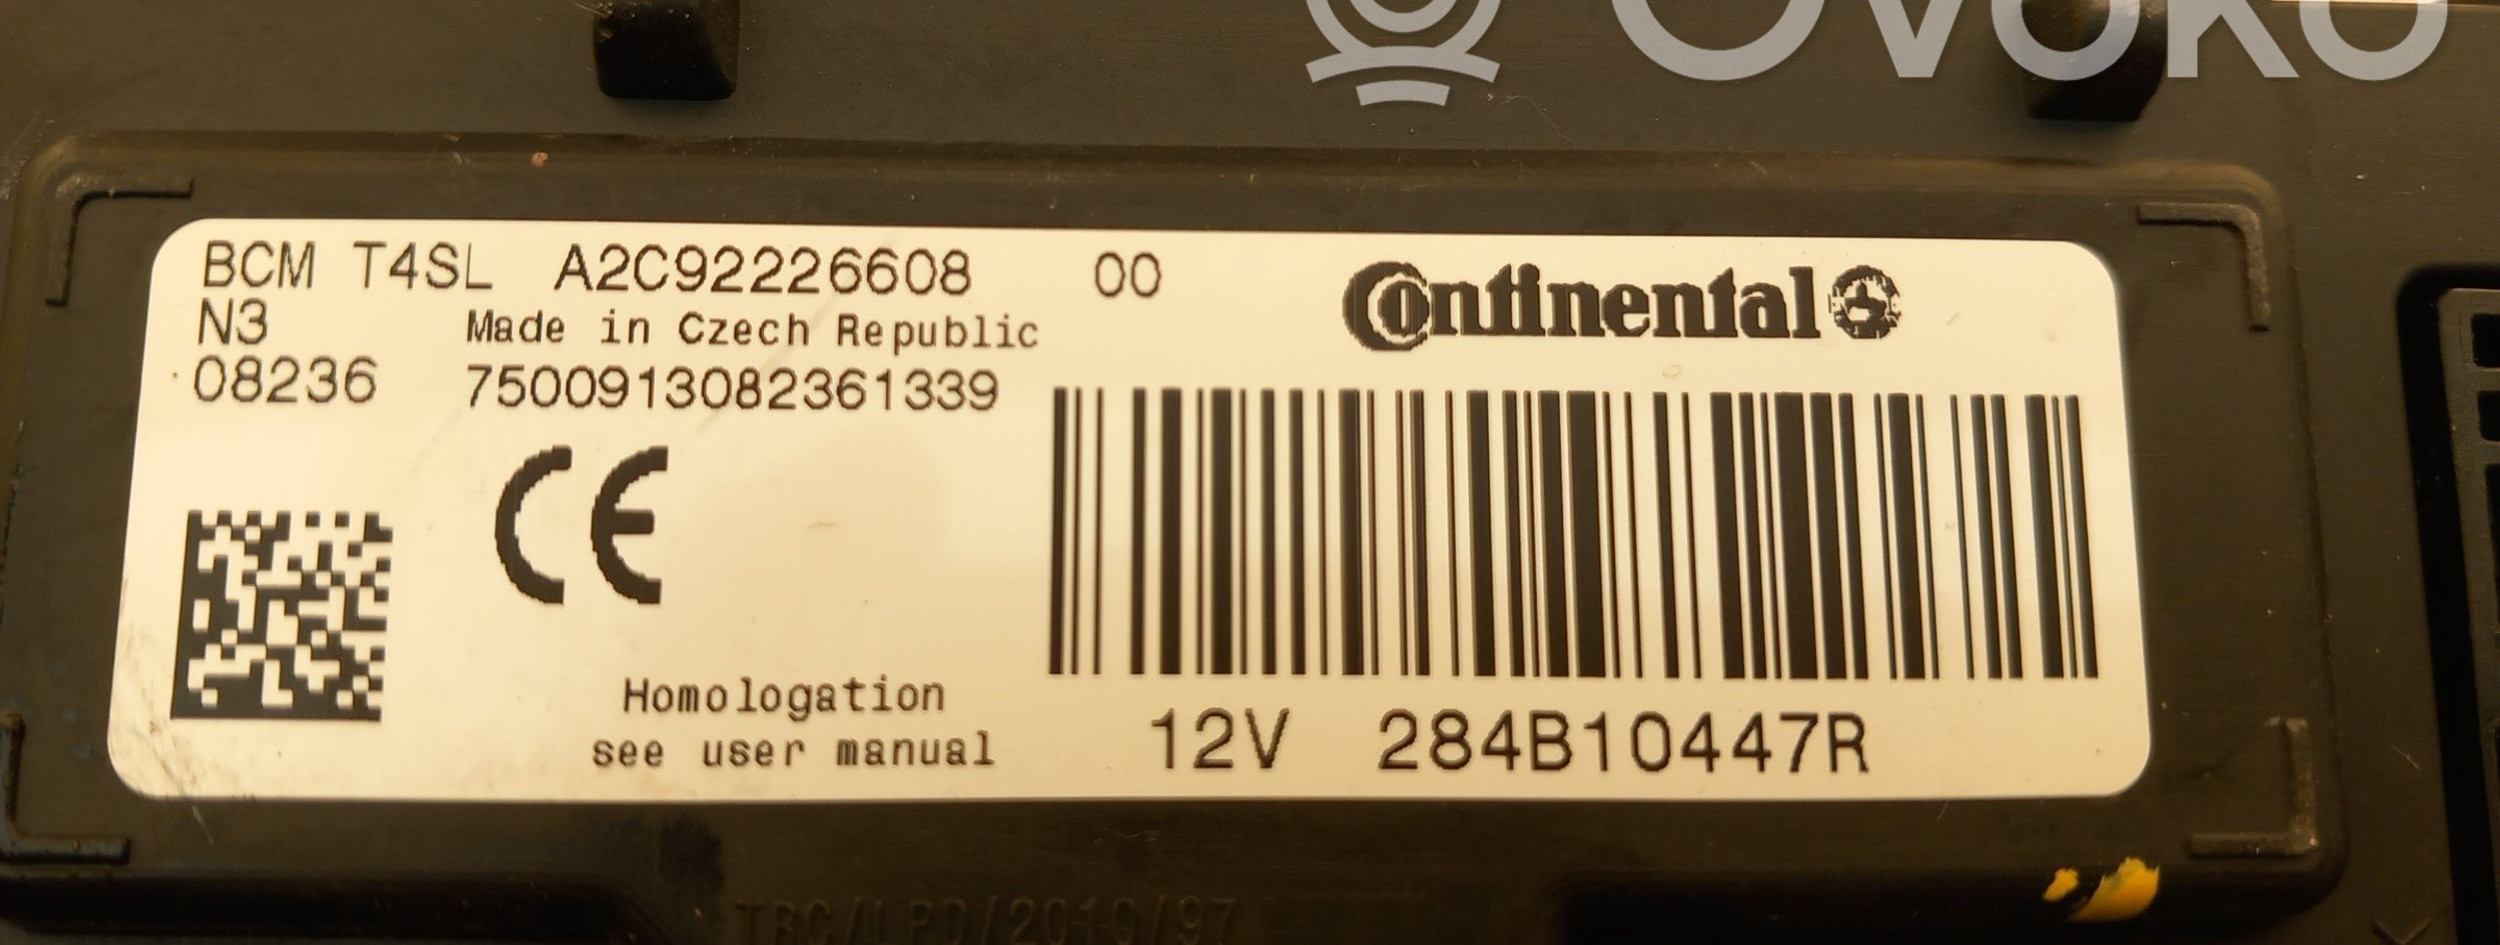 OVOKO
BCM T4SL A2C92226608 00
Continental
N3
Made in Czech Republic
08236 7500913082361339
CE
Homologation
see user manual
12V 284B10447R